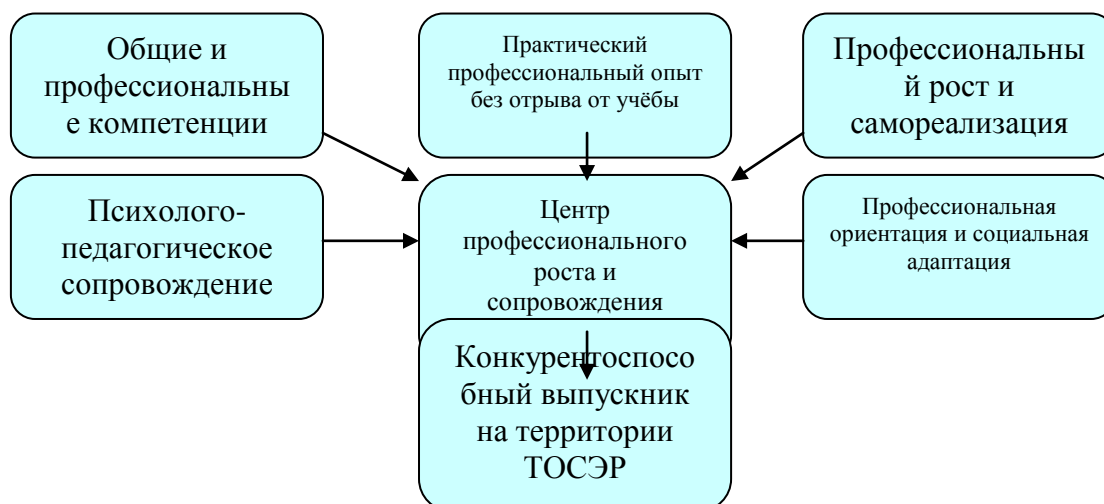 Общие и
профессиональны
е компетенции
Практический
профессиональный опыт
без отрыва от учёбы
Профессиональны
й рост и
самореализация
Психолого-
педагогическое
сопровождение
Центр
профессионального
роста и
сопровождения
Профессиональная
ориентация и социальная
адаптация
Конкурентоспосо
бный выпускник
на территории
ТОСЭР